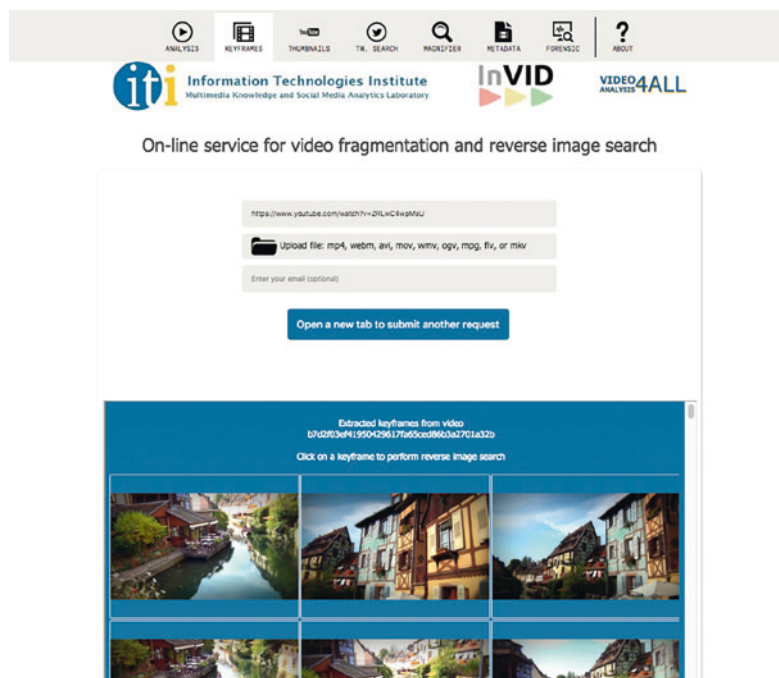 ANALYSIS
KEYFRAMES
YouTube
THUMBNAILS
TW. SEARCH
MAGNIFIER
METADATA
FORENSIC
?
ABOUT
iti
Information Technologies Institute
Multimedia Knowledge and Social Media Analytics Laboratory
InVID
VIDEO
ANALYSIS
4ALL
On-line service for video fragmentation and reverse image search
Upload file: mp4, webm, avi, mov, wmv, ogv, mpg, flv, or mkv
Enter your email (optional)
Open a new tab to submit another request
Extracted keyframes from video
Click on a keyframe to perform reverse image search